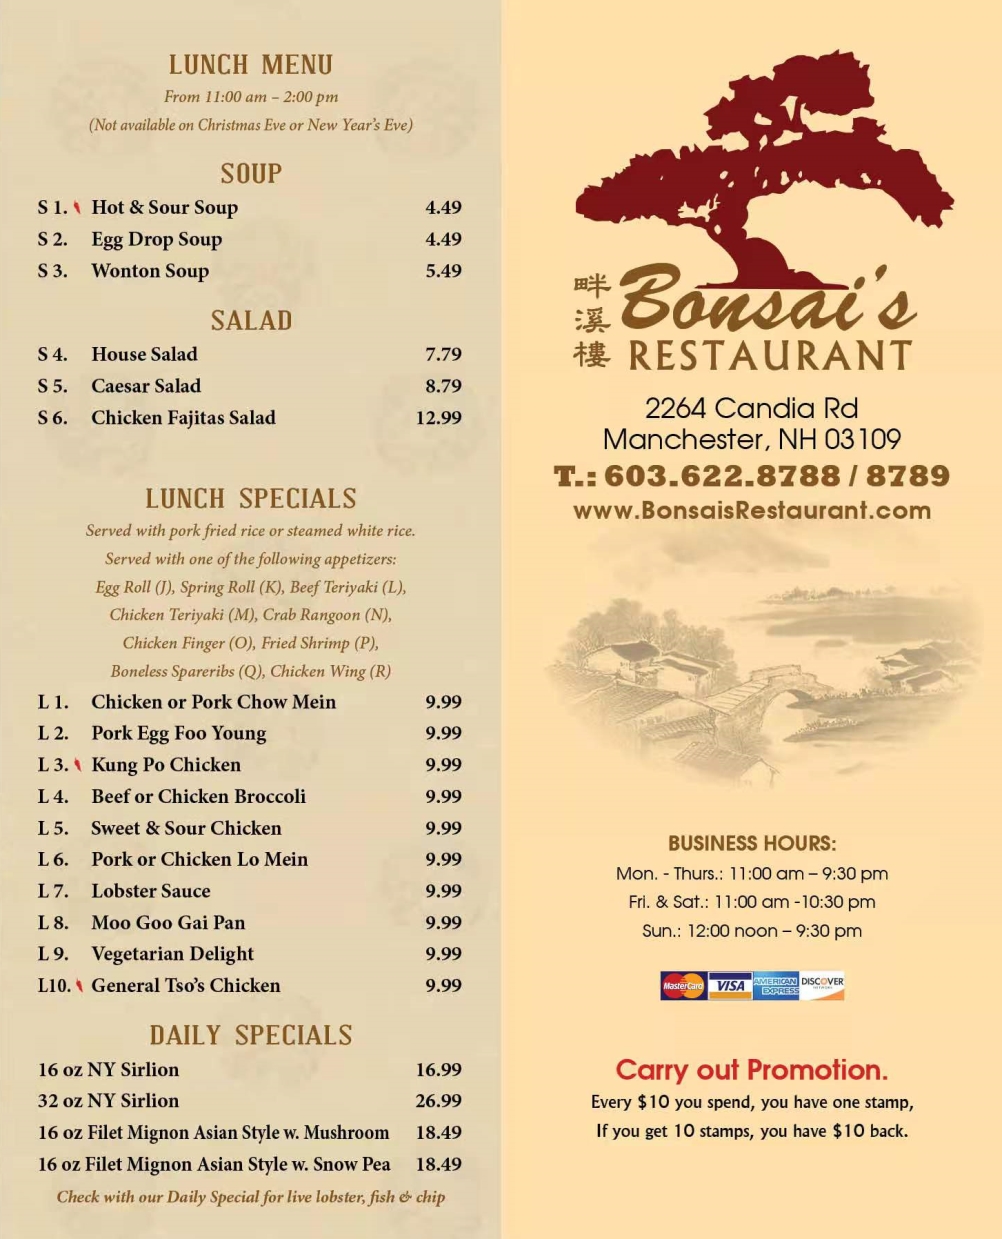 LUNCH MENU
From 11:00 am – 2:00 pm
(Not available on Christmas Eve or New Year's Eve)
SOUP
S 1. Hot & Sour Soup 4.49
S 2. Egg Drop Soup 4.49
S 3. Wonton Soup 5.49
SALAD
S 4. House Salad 7.79
S 5. Caesar Salad 8.79
S 6. Chicken Fajitas Salad 12.99
LUNCH SPECIALS
Served with pork fried rice or steamed white rice.
Served with one of the following appetizers:
Egg Roll (J), Spring Roll (K), Beef Teriyaki (L),
Chicken Teriyaki (M), Crab Rangoon (N),
Chicken Finger (O), Fried Shrimp (P),
Boneless Spareribs (Q), Chicken Wing (R)
L 1. Chicken or Pork Chow Mein 9.99
L 2. Pork Egg Foo Young 9.99
L 3. Kung Po Chicken 9.99
L 4. Beef or Chicken Broccoli 9.99
L 5. Sweet & Sour Chicken 9.99
L 6. Pork or Chicken Lo Mein 9.99
L 7. Lobster Sauce 9.99
L 8. Moo Goo Gai Pan 9.99
L 9. Vegetarian Delight 9.99
L10. General Tso's Chicken 9.99
DAILY SPECIALS
16 oz NY Sirlion 16.99
32 oz NY Sirlion 26.99
16 oz Filet Mignon Asian Style w. Mushroom 18.49
16 oz Filet Mignon Asian Style w. Snow Pea 18.49
Check with our Daily Special for live lobster, fish & chip
畔溪樓
Bonsai's
RESTAURANT
2264 Candia Rd
Manchester, NH 03109
T.: 603.622.8788 / 8789
www.BonsaisRestaurant.com
BUSINESS HOURS:
Mon. - Thurs.: 11:00 am – 9:30 pm
Fri. & Sat.: 11:00 am -10:30 pm
Sun.: 12:00 noon – 9:30 pm
MasterCard VISA AMERICAN EXPRESS DISCOVER
Carry out Promotion.
Every $10 you spend, you have one stamp,
If you get 10 stamps, you have $10 back.